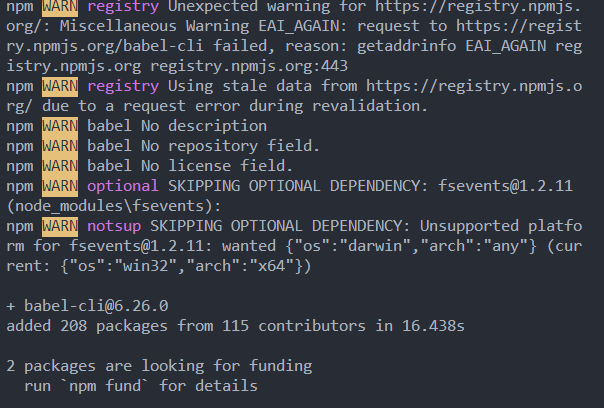 npm WARN registry Unexpected warning for https://registry.npmjs.
org/: Miscellaneous Warning EAI_AGAIN: request to https://regist
ry.npmjs.org/babel-cli failed, reason: getaddrinfo EAI_AGAIN reg
istry.npmjs.org registry.npmjs.org:443
npm WARN registry Using stale data from https://registry.npmjs.o
rg/ due to a request error during revalidation.
npm WARN babel No description
npm WARN babel No repository field.
npm WARN babel No license field.
npm WARN optional SKIPPING OPTIONAL DEPENDENCY: fsevents@1.2.11
(node_modules\fsevents):
npm WARN notsup SKIPPING OPTIONAL DEPENDENCY: Unsupported platfo
rm for fsevents@1.2.11: wanted {"os":"darwin","arch":"any"} (cur
rent: {"os":"win32","arch":"x64"})
+ babel-cli@6.26.0
added 208 packages from 115 contributors in 16.438s
2 packages are looking for funding
run `npm fund` for details